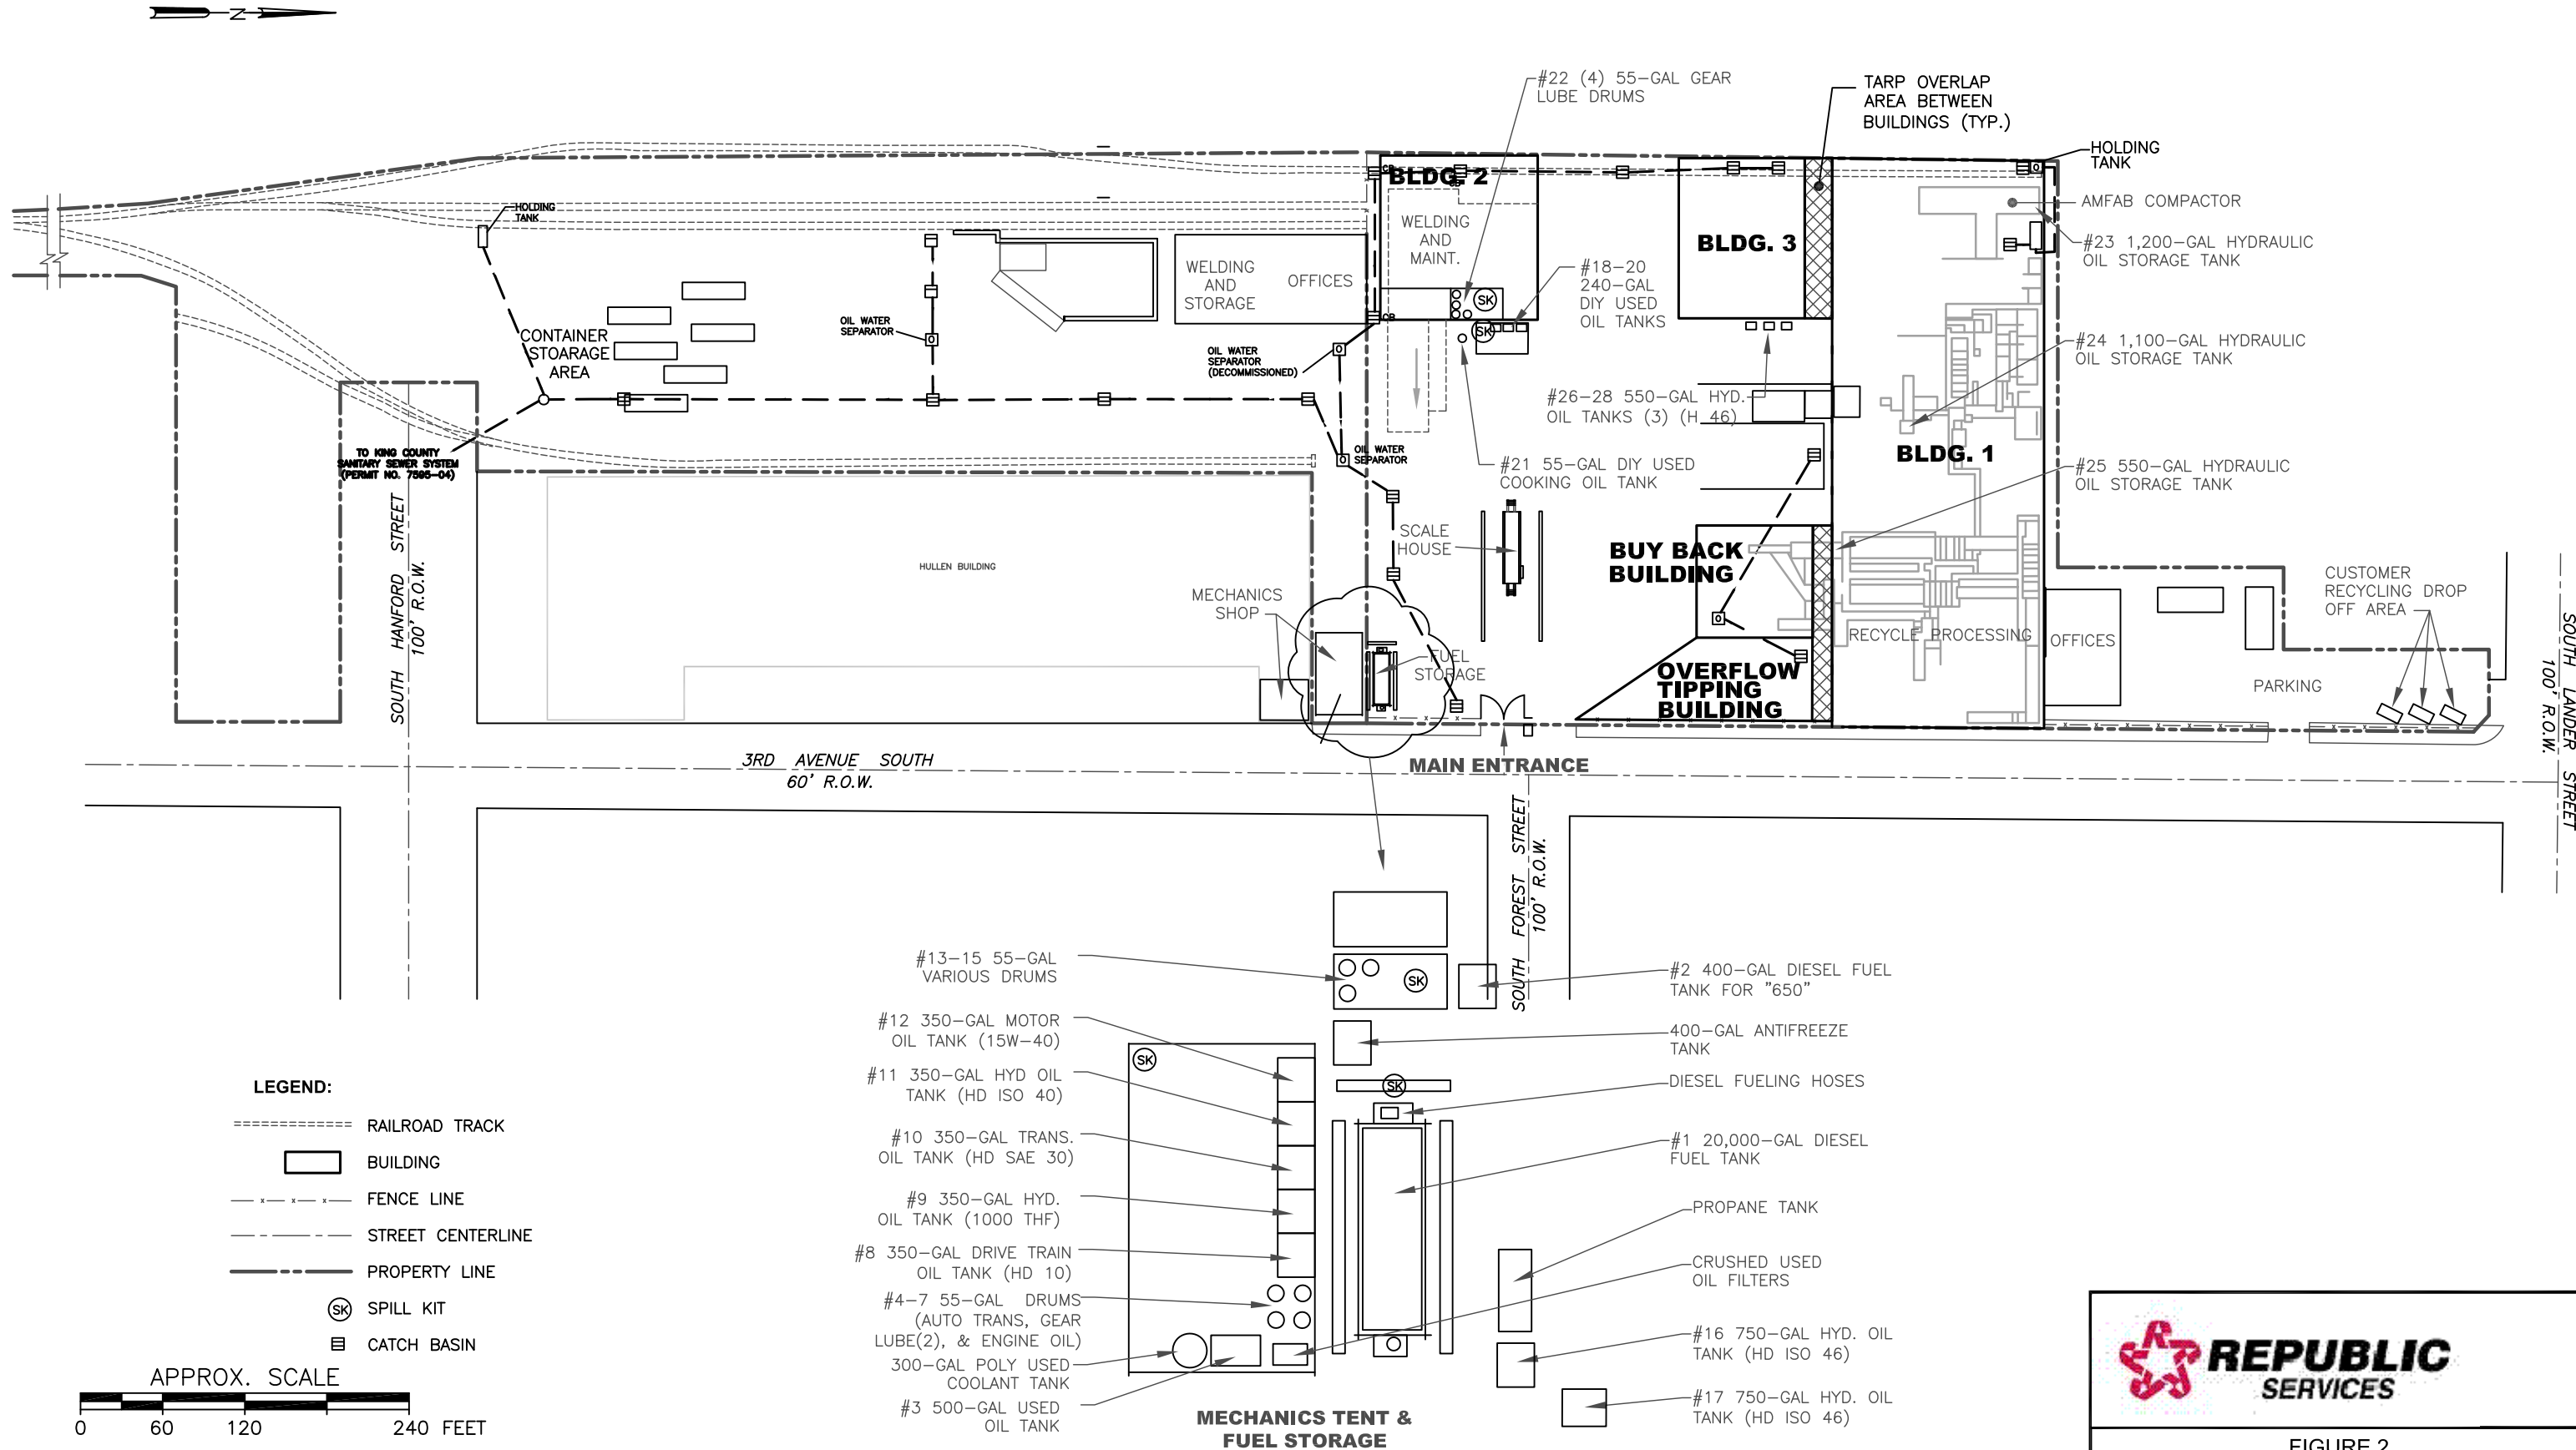 N
#22 (4) 55-GAL GEAR
LUBE DRUMS
TARP OVERLAP
AREA BETWEEN
BUILDINGS (TYP.)
HOLDING
TANK
AMFAB COMPACTOR
#23 1,200-GAL HYDRAULIC
OIL STORAGE TANK
#24 1,100-GAL HYDRAULIC
OIL STORAGE TANK
#25 550-GAL HYDRAULIC
OIL STORAGE TANK
HOLDING
TANK
CONTAINER
STOARAGE
AREA
OIL WATER
SEPARATOR
WELDING
AND
STORAGE
OFFICES
OIL WATER
SEPARATOR
(DECOMMISSIONED)
CB
BLDG. 2
CB
WELDING
AND
MAINT.
SK
SK
CB
#18-20
240-GAL
DIY USED
OIL TANKS
BLDG. 3
#26-28 550-GAL HYD.
OIL TANKS (3) (H 46)
BLDG. 1
TO KING COUNTY
SANITARY SEWER SYSTEM
(PERMIT NO. 7595-04)
OIL WATER
SEPARATOR
#21 55-GAL DIY USED
COOKING OIL TANK
SCALE
HOUSE
BUY BACK
BUILDING
HULLEN BUILDING
MECHANICS
SHOP
FUEL
STORAGE
OVERFLOW
TIPPING
BUILDING
RECYCLE PROCESSING
OFFICES
CUSTOMER
RECYCLING DROP
OFF AREA
PARKING
SOUTH HANFORD STREET
100' R.O.W.
3RD AVENUE SOUTH
60' R.O.W.
MAIN ENTRANCE
SOUTH FOREST STREET
100' R.O.W.
SOUTH LANDER STREET
100' R.O.W.
#13-15 55-GAL
VARIOUS DRUMS
#12 350-GAL MOTOR
OIL TANK (15W-40)
#11 350-GAL HYD OIL
TANK (HD ISO 40)
#10 350-GAL TRANS.
OIL TANK (HD SAE 30)
#9 350-GAL HYD.
OIL TANK (1000 THF)
#8 350-GAL DRIVE TRAIN
OIL TANK (HD 10)
#4-7 55-GAL DRUMS
(AUTO TRANS, GEAR
LUBE(2), & ENGINE OIL)
300-GAL POLY USED
COOLANT TANK
#3 500-GAL USED
OIL TANK
SK
SK
SK
#2 400-GAL DIESEL FUEL
TANK FOR "650"
400-GAL ANTIFREEZE
TANK
DIESEL FUELING HOSES
#1 20,000-GAL DIESEL
FUEL TANK
PROPANE TANK
CRUSHED USED
OIL FILTERS
#16 750-GAL HYD. OIL
TANK (HD ISO 46)
#17 750-GAL HYD. OIL
TANK (HD ISO 46)
MECHANICS TENT &
FUEL STORAGE
LEGEND:
RAILROAD TRACK
BUILDING
FENCE LINE
STREET CENTERLINE
PROPERTY LINE
SK SPILL KIT
CATCH BASIN
APPROX. SCALE
0 60 120 240 FEET
REPUBLIC
SERVICES
FIGURE 2